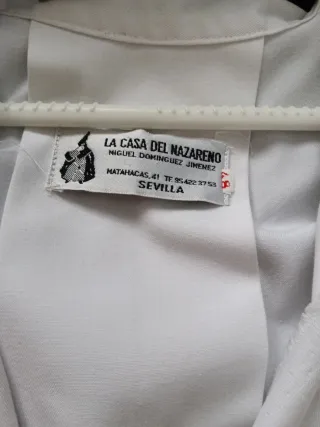 LA CASA DEL NAZARENO
MIGUEL DOMINGUEZ JIMENEZ
MATAHACAS, 41 TF. 95 422 37 53
SEVILLA